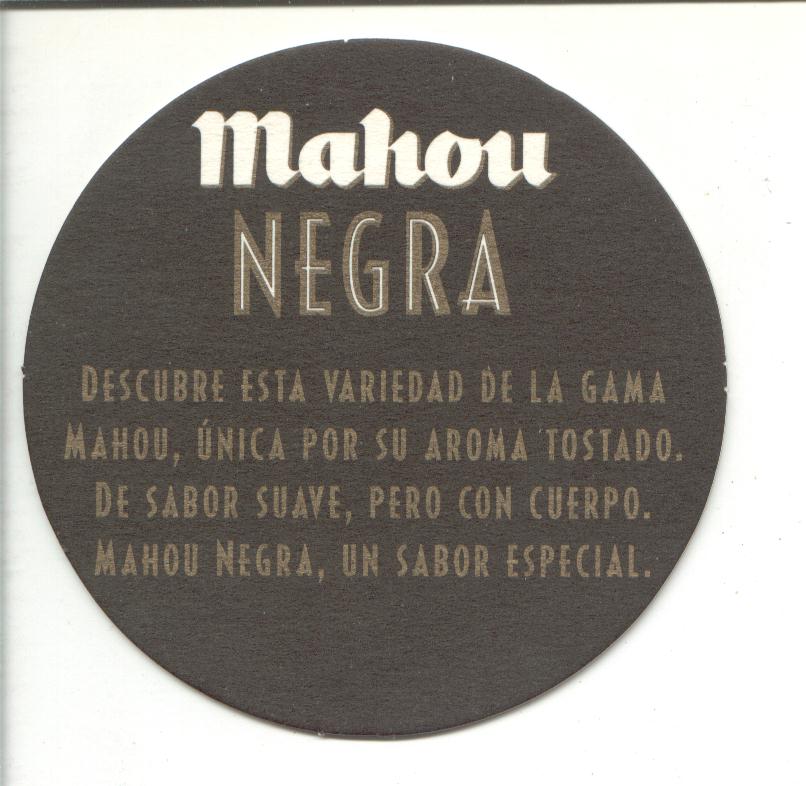 Mahou
NEGRA
DESCUBRE ESTA VARIEDAD DE LA GAMA
MAHOU, ÚNICA POR SU AROMA TOSTADO.
DE SABOR SUAVE, PERO CON CUERPO.
MAHOU NEGRA, UN SABOR ESPECIAL.